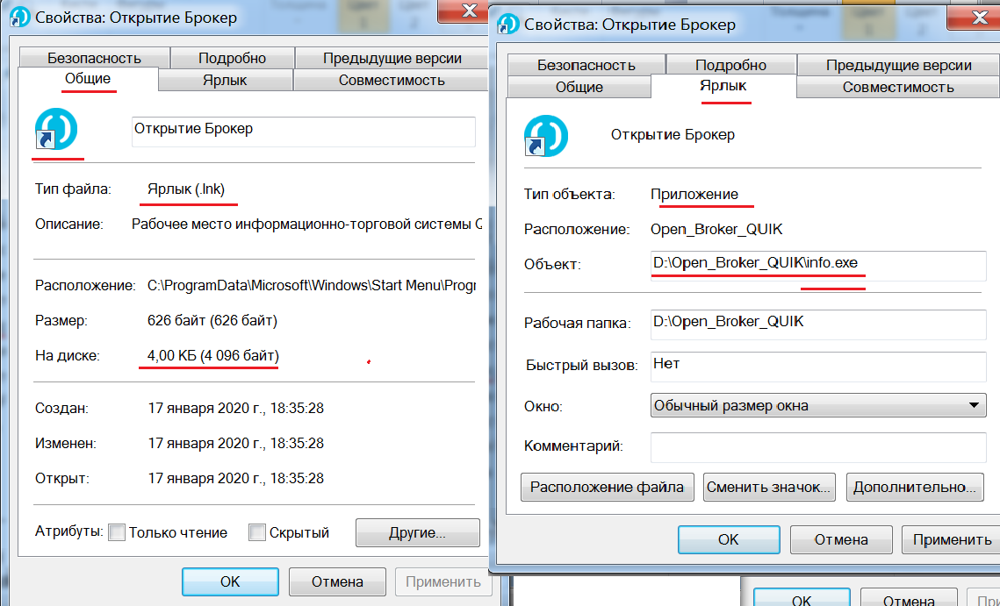 Свойства: Открытие Брокер
Безопасность
Подробно
Предыдущие версии
Общие
Ярлык
Совместимость
Открытие Брокер
Тип файла: Ярлык (.lnk)
Описание: Рабочее место информационно-торговой системы Q
Расположение: C:\ProgramData\Microsoft\Windows\Start Menu\Progr
Размер: 626 байт (626 байт)
На диске: 4,00 КБ (4 096 байт)
Создан: 17 января 2020 г., 18:35:28
Изменен: 17 января 2020 г., 18:35:28
Открыт: 17 января 2020 г., 18:35:28
Атрибуты: Только чтение Скрытый Другие...
OK Отмена Применить
Свойства: Открытие Брокер
Безопасность
Подробно
Предыдущие версии
Общие
Ярлык
Совместимость
Открытие Брокер
Тип объекта: Приложение
Расположение: Open_Broker_QUIK
Объект: D:\Open_Broker_QUIK\info.exe
Рабочая папка: D:\Open_Broker_QUIK
Быстрый вызов: Нет
Окно: Обычный размер окна
Комментарий:
Расположение файла Сменить значок... Дополнительно...
OK Отмена Применить
OK Отмена При